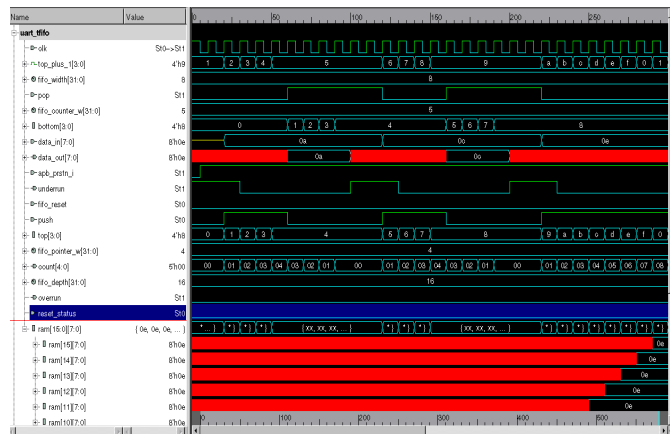 Name Value 0 50 100 150 200 250
uart_tfifo
clk St0->St1
top_plus_1[3:0] 4'h9 1 2 3 4 5 6 7 8 9 a b c d e f 0 1
fifo_width[31:0] 8 8
pop St1
fifo_counter_w[31:0] 5 5
bottom[3:0] 4'h8 0 1 2 3 4 5 6 7 8
data_in[7:0] 8'h0e 0a 0c 0e
data_out[7:0] 8'h0e 0a 0c
apb_prstn_i St1
underrun St1
fifo_reset St0
push St0
top[3:0] 4'h8 0 1 2 3 4 5 6 7 8 9 a b c d e f 0
fifo_pointer_w[31:0] 4 4
count[4:0] 5'h00 00 01 02 03 04 03 02 01 00 01 02 03 04 03 02 01 00 01 02 03 04 05 06 07 08
fifo_depth[31:0] 16 16
overrun St1
reset_status St0
ram[15:0][7:0] { 0e, 0e, 0e, ... } *...} *} *} *} {xx, xx, xx, ...} *} *} *} {xx, xx, xx, ...} *} *} *} *} *} *} *} *}
ram[15][7:0] 8'h0e 0e
ram[14][7:0] 8'h0e 0e
ram[13][7:0] 8'h0e 0e
ram[12][7:0] 8'h0e 0e
ram[11][7:0] 8'h0e 0e
ram[10][7:0] 8'h0e 0 100 200 300 400 500